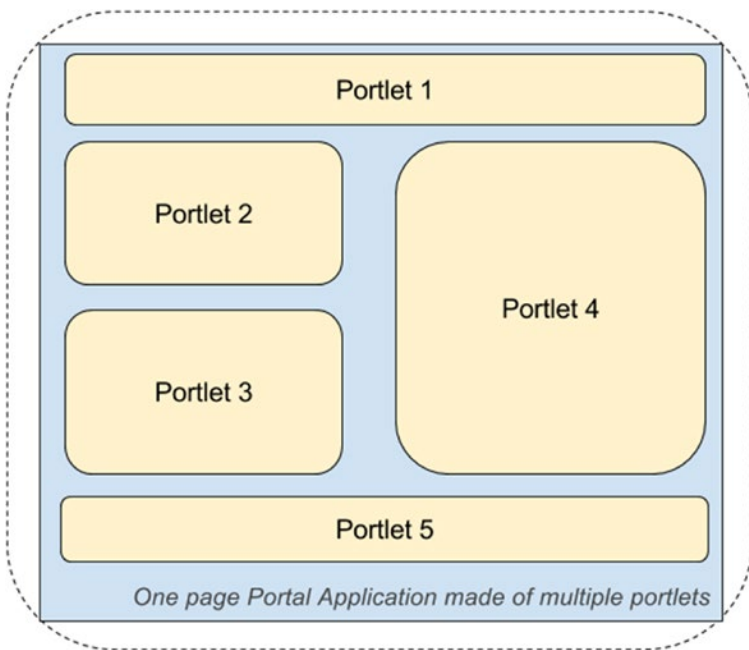 Portlet 1
Portlet 2
Portlet 3
Portlet 4
Portlet 5
One page Portal Application made of multiple portlets